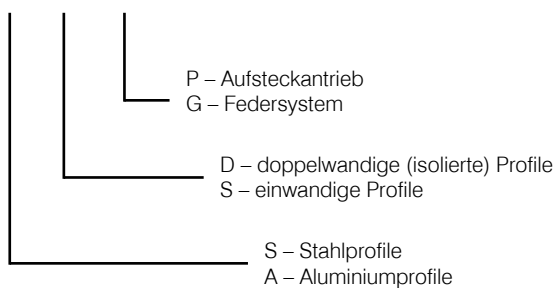 P – Aufsteckantrieb
G – Federsystem
D – doppelwandige (isolierte) Profile
S – einwandige Profile
S – Stahlprofile
A – Aluminiumprofile